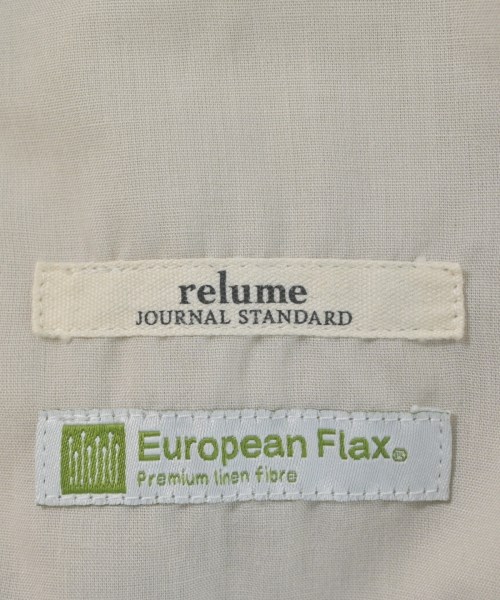 relume
JOURNAL STANDARD
European Flax®
Premium linen fibre